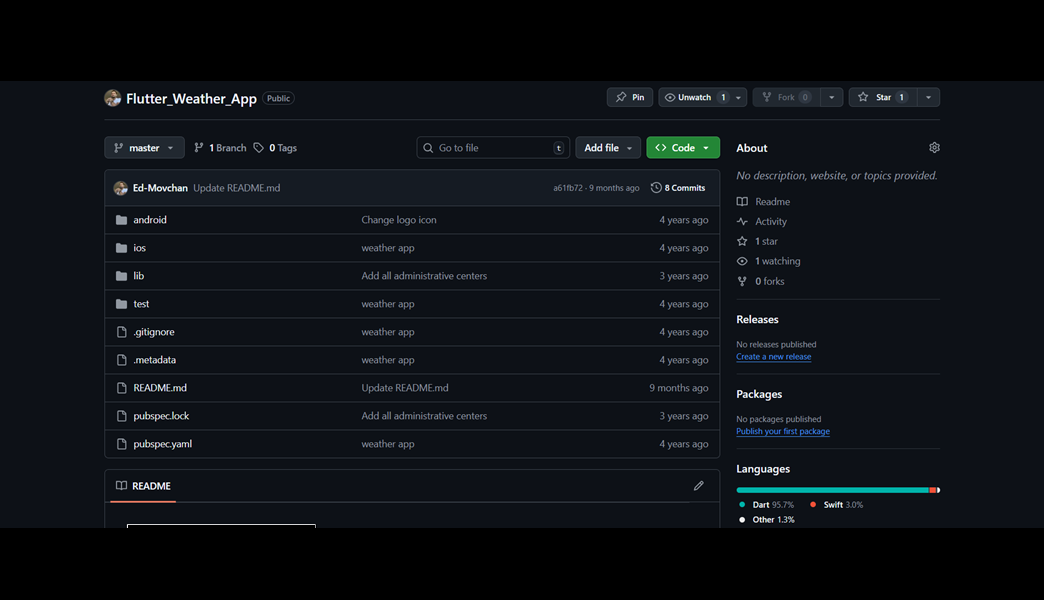 Flutter_Weather_App Public Pin Unwatch 1 Fork 0 Star 1
master 1 Branch 0 Tags Go to file t Add file Code
Ed-Movchan Update README.md a61fb72 · 9 months ago 8 Commits
android Change logo icon 4 years ago
ios weather app 4 years ago
lib Add all administrative centers 3 years ago
test weather app 4 years ago
.gitignore weather app 4 years ago
.metadata weather app 4 years ago
README.md Update README.md 9 months ago
pubspec.lock Add all administrative centers 3 years ago
pubspec.yaml weather app 4 years ago
README
About
No description, website, or topics provided.
Readme
Activity
1 star
1 watching
0 forks
Releases
No releases published
Create a new release
Packages
No packages published
Publish your first package
Languages
Dart 95.7% Swift 3.0%
Other 1.3%